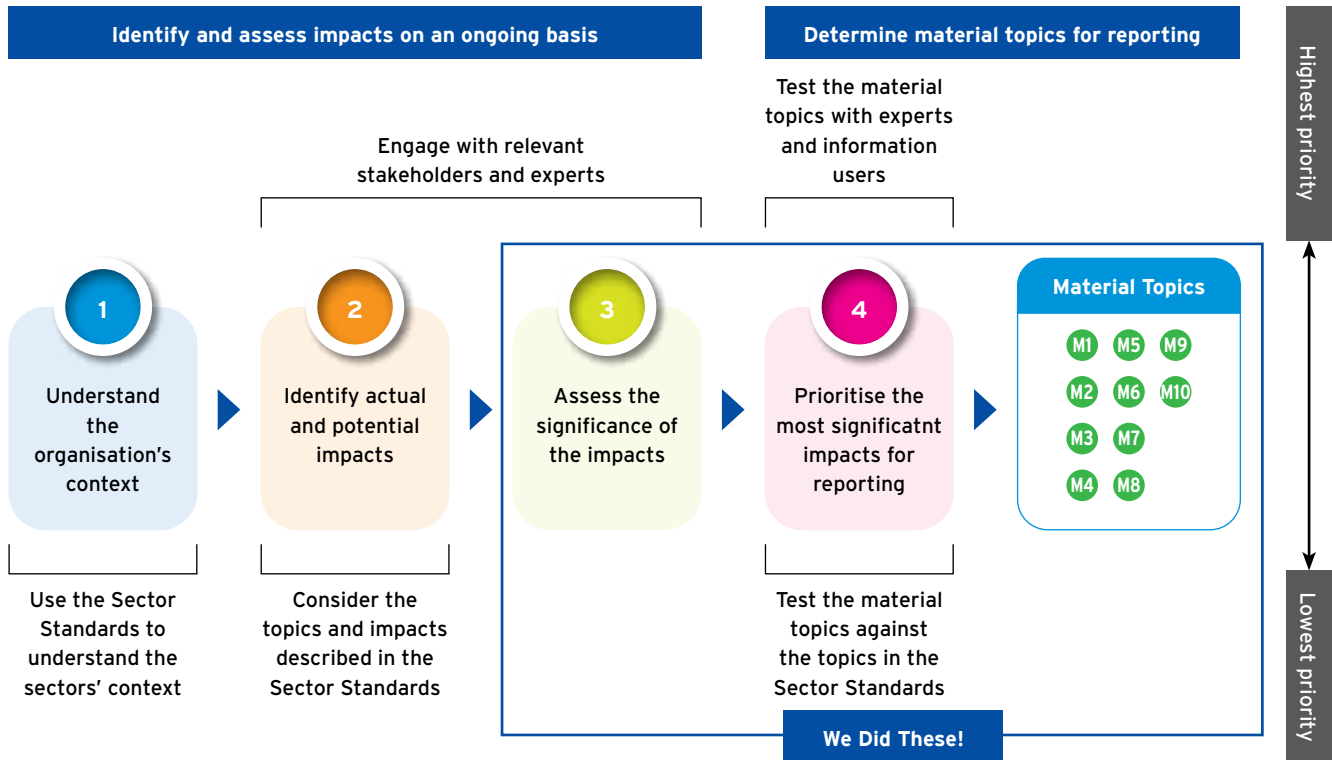 Identify and assess impacts on an ongoing basis
Determine material topics for reporting
Engage with relevant
stakeholders and experts
Test the material
topics with experts
and information
users
1
Understand
the
organisation's
context
2
Identify actual
and potential
impacts
3
Assess the
significance of
the impacts
4
Prioritise the
most significatnt
impacts for
reporting
Material Topics
M1 M5 M9
M2 M6 M10
M3 M7
M4 M8
Use the Sector
Standards to
understand the
sectors' context
Consider the
topics and impacts
described in the
Sector Standards
Test the material
topics against
the topics in the
Sector Standards
We Did These!
Highest priority
Lowest priority